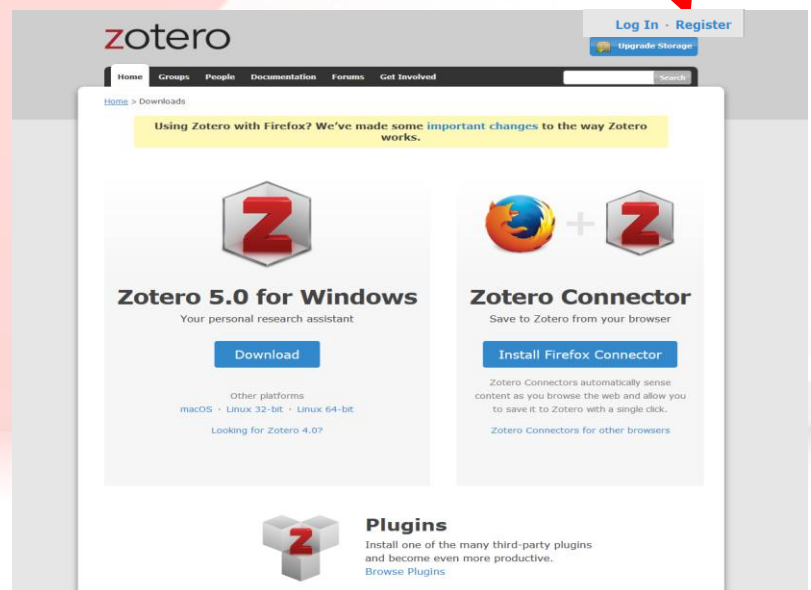 zotero
Log In · Register
Upgrade Storage
Home Groups People Documentation Forums Get Involved
Search
Home > Downloads
Using Zotero with Firefox? We've made some important changes to the way Zotero
works.
Z
Z
Zotero 5.0 for Windows
Your personal research assistant
Download
Other platforms
macOS · Linux 32-bit · Linux 64-bit
Looking for Zotero 4.0?
Zotero Connector
Save to Zotero from your browser
Install Firefox Connector
Zotero Connectors automatically sense
content as you browse the web and allow you
to save it to Zotero with a single click.
Zotero Connectors for other browsers
Z
Plugins
Install one of the many third-party plugins
and become even more productive.
Browse Plugins